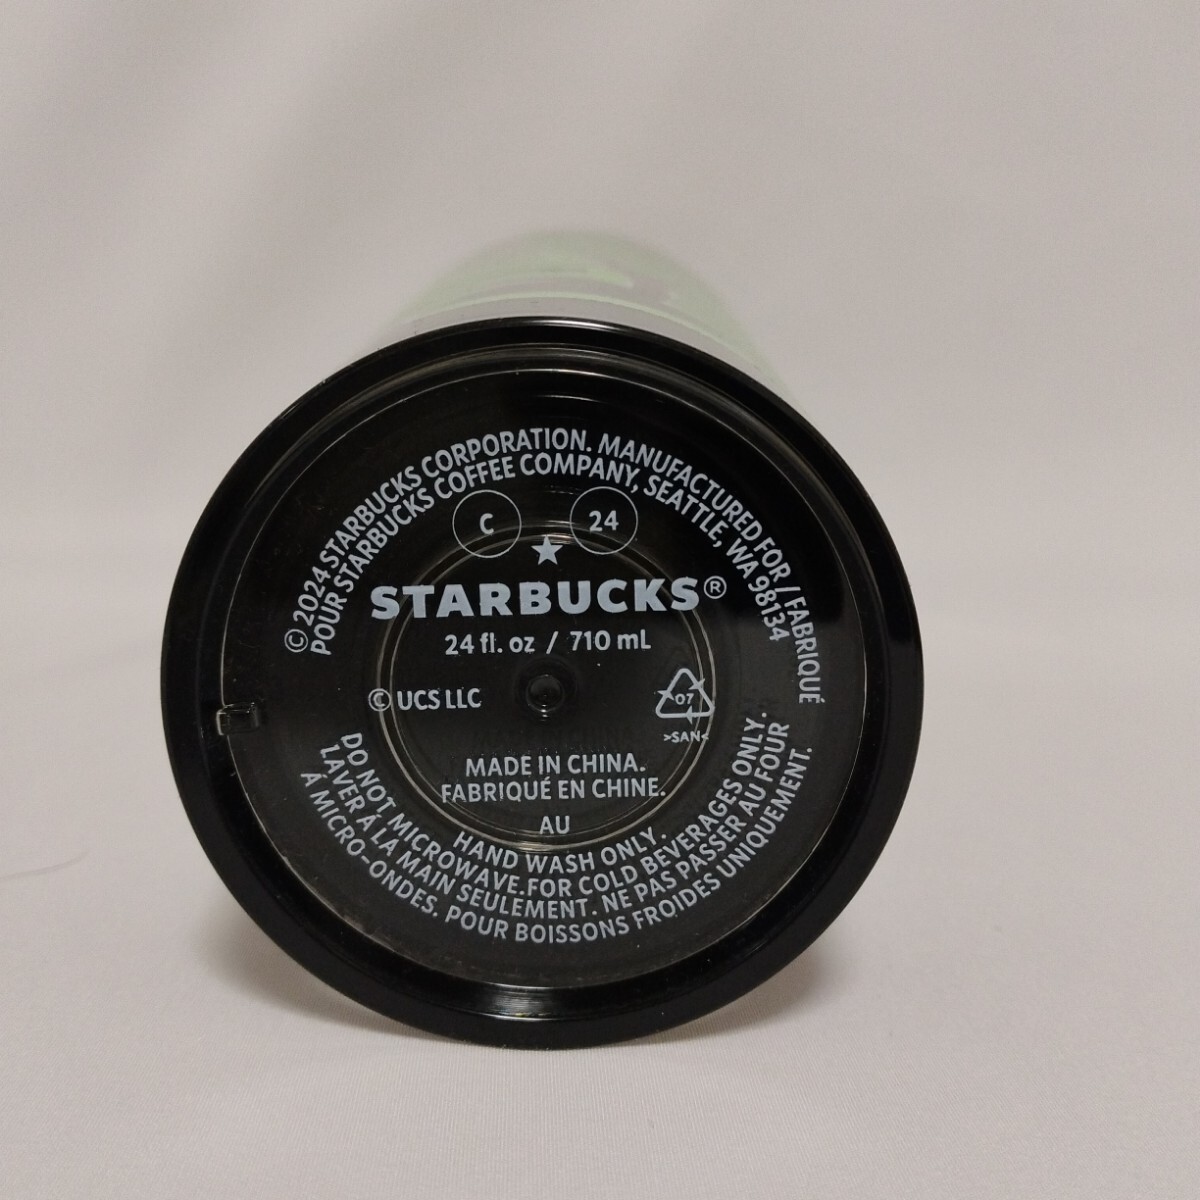 © 2024 STARBUCKS CORPORATION. MANUFACTURED FOR / FABRIQUÉ
POUR STARBUCKS COFFEE COMPANY, SEATTLE, WA 98134
C 24
STARBUCKS®
24 fl. oz / 710 mL
© UCS LLC
07
>SAN<
MADE IN CHINA.
FABRIQUÉ EN CHINE.
AU
HAND WASH ONLY.
DO NOT MICROWAVE.FOR COLD BEVERAGES ONLY.
LAVER Á LA MAIN SEULEMENT. NE PAS PASSER AU FOUR
Á MICRO-ONDES. POUR BOISSONS FROIDES UNIQUEMENT.